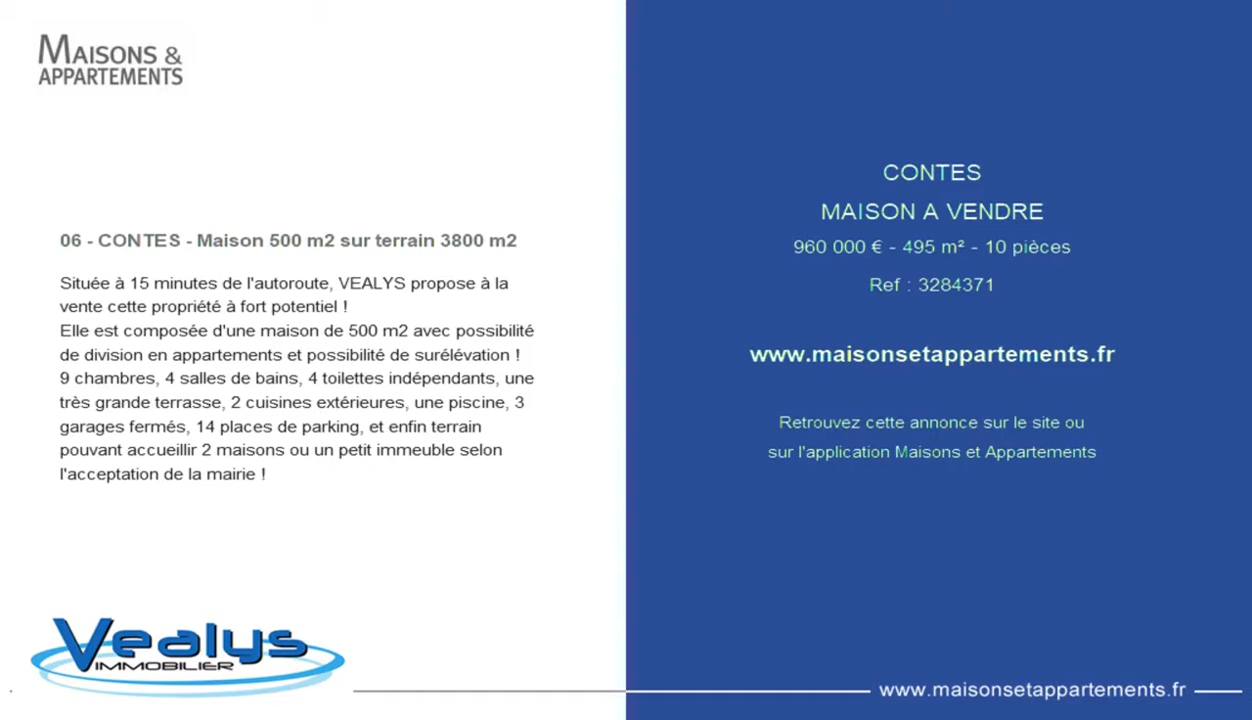 MAISONS &
APPARTEMENTS
06 - CONTES - Maison 500 m2 sur terrain 3800 m2
Située à 15 minutes de l'autoroute, VEALYS propose à la
vente cette propriété à fort potentiel !
Elle est composée d'une maison de 500 m2 avec possibilité
de division en appartements et possibilité de surélévation !
9 chambres, 4 salles de bains, 4 toilettes indépendants, une
très grande terrasse, 2 cuisines extérieures, une piscine, 3
garages fermés, 14 places de parking, et enfin terrain
pouvant accueillir 2 maisons ou un petit immeuble selon
l'acceptation de la mairie !
Vealys
IMMOBILIER
CONTES
MAISON A VENDRE
960 000 € - 495 m² - 10 pièces
Ref : 3284371
www.maisonsetappartements.fr
Retrouvez cette annonce sur le site ou
sur l'application Maisons et Appartements
www.maisonsetappartements.fr